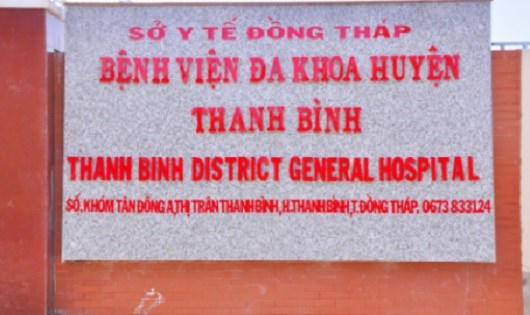 SỞ Y TẾ ĐỒNG THÁP
BỆNH VIỆN ĐA KHOA HUYỆN
THANH BÌNH
THANH BINH DISTRICT GENERAL HOSPITAL
SỐ, KHÓM TÂN ĐÔNG A,THỊ TRẤN THANH BÌNH, H.THANH BÌNH,T. ĐỒNG THÁP. 0673 833124